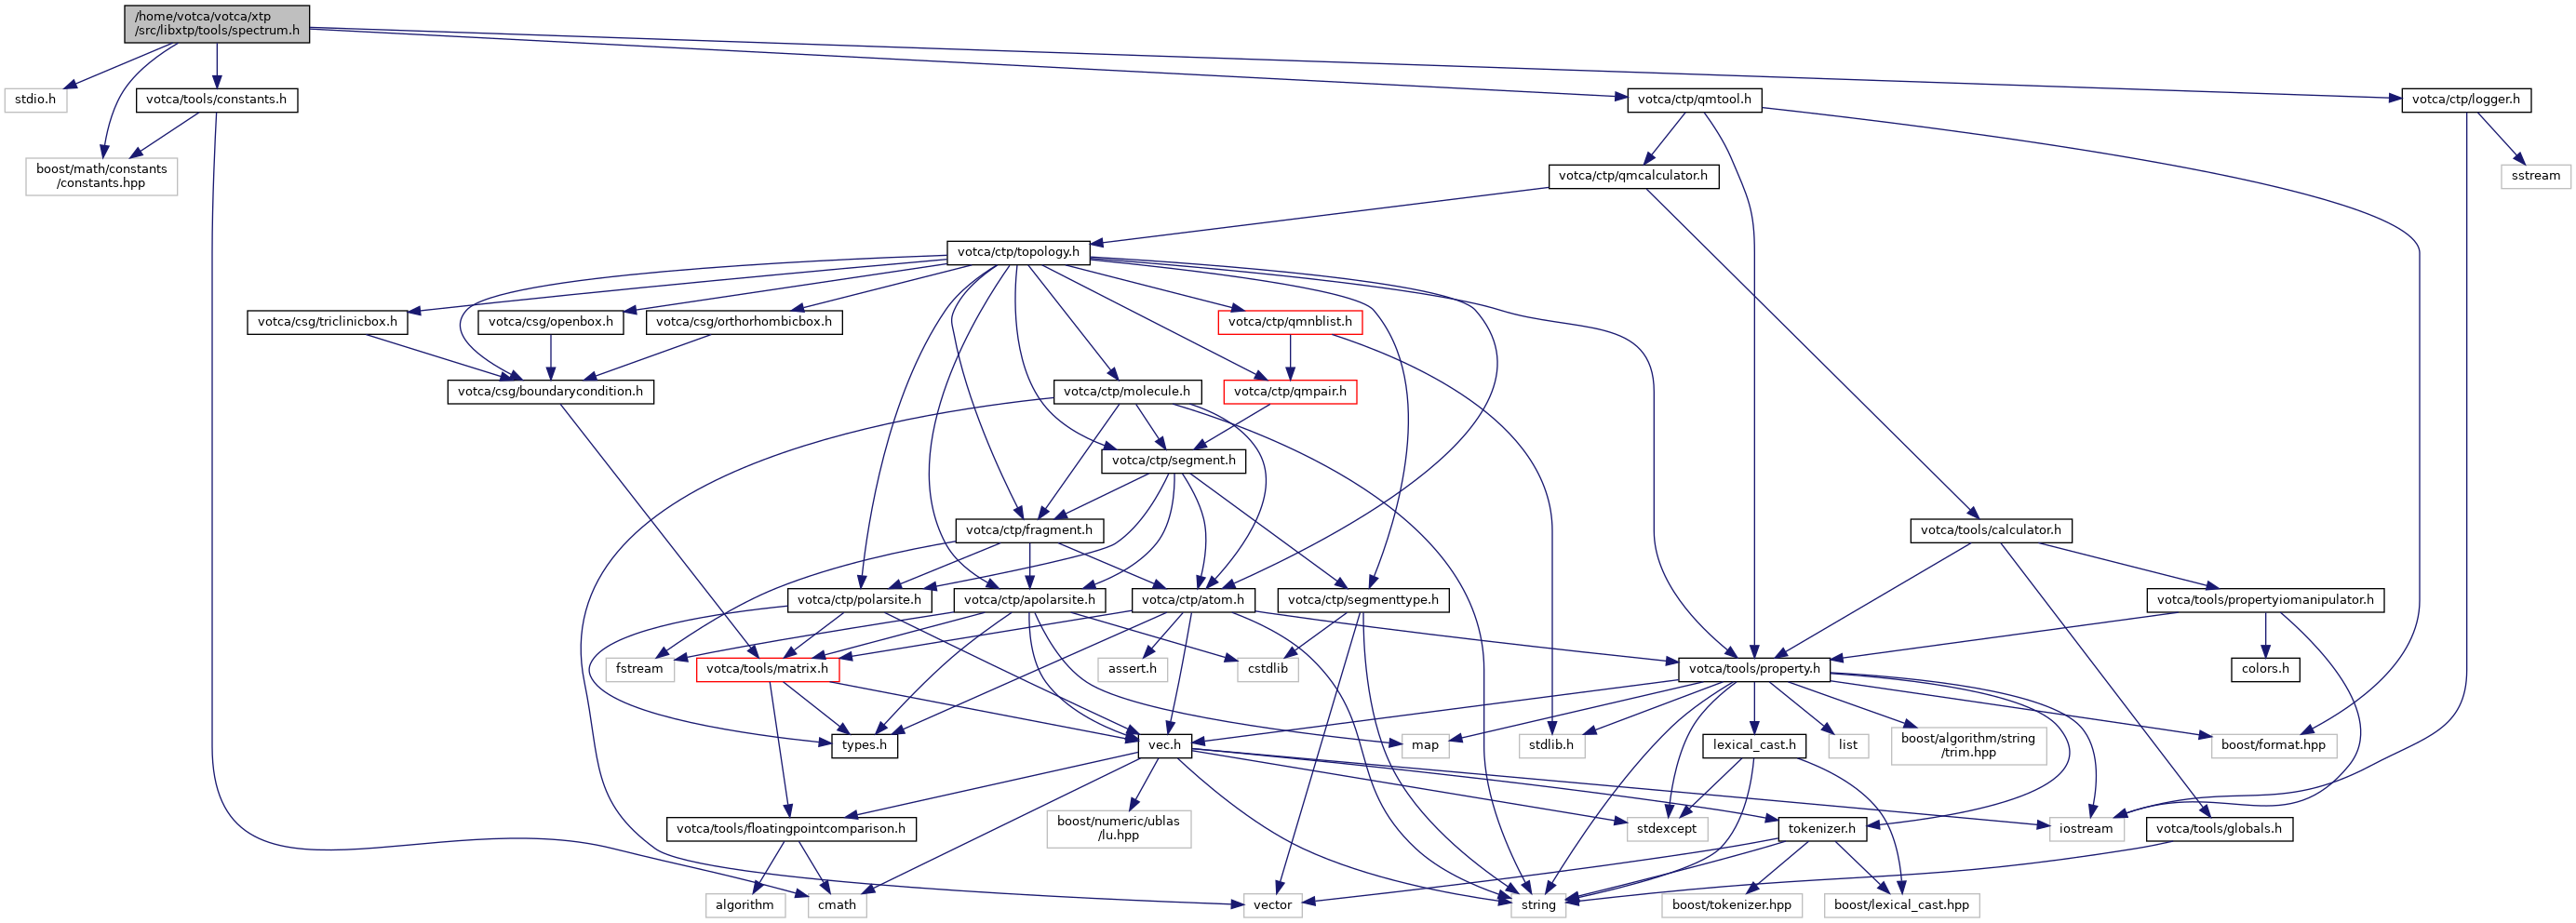 /home/votca/votca/xtp
/src/libxtp/tools/spectrum.h
stdio.h
votca/tools/constants.h
votca/ctp/qmtool.h
votca/ctp/logger.h
boost/math/constants
/constants.hpp
votca/ctp/qmcalculator.h
sstream
votca/ctp/topology.h
votca/csg/triclinicbox.h
votca/csg/openbox.h
votca/csg/orthorhombicbox.h
votca/ctp/qmnblist.h
votca/csg/boundarycondition.h
votca/ctp/molecule.h
votca/ctp/qmpair.h
votca/ctp/segment.h
votca/ctp/fragment.h
votca/tools/calculator.h
votca/ctp/polarsite.h
votca/ctp/apolarsite.h
votca/ctp/atom.h
votca/ctp/segmenttype.h
votca/tools/propertyiomanipulator.h
fstream
votca/tools/matrix.h
assert.h
cstdlib
votca/tools/property.h
colors.h
types.h
vec.h
map
stdlib.h
lexical_cast.h
list
boost/algorithm/string
/trim.hpp
boost/format.hpp
votca/tools/floatingpointcomparison.h
boost/numeric/ublas
/lu.hpp
stdexcept
tokenizer.h
iostream
votca/tools/globals.h
algorithm
cmath
vector
string
boost/tokenizer.hpp
boost/lexical_cast.hpp